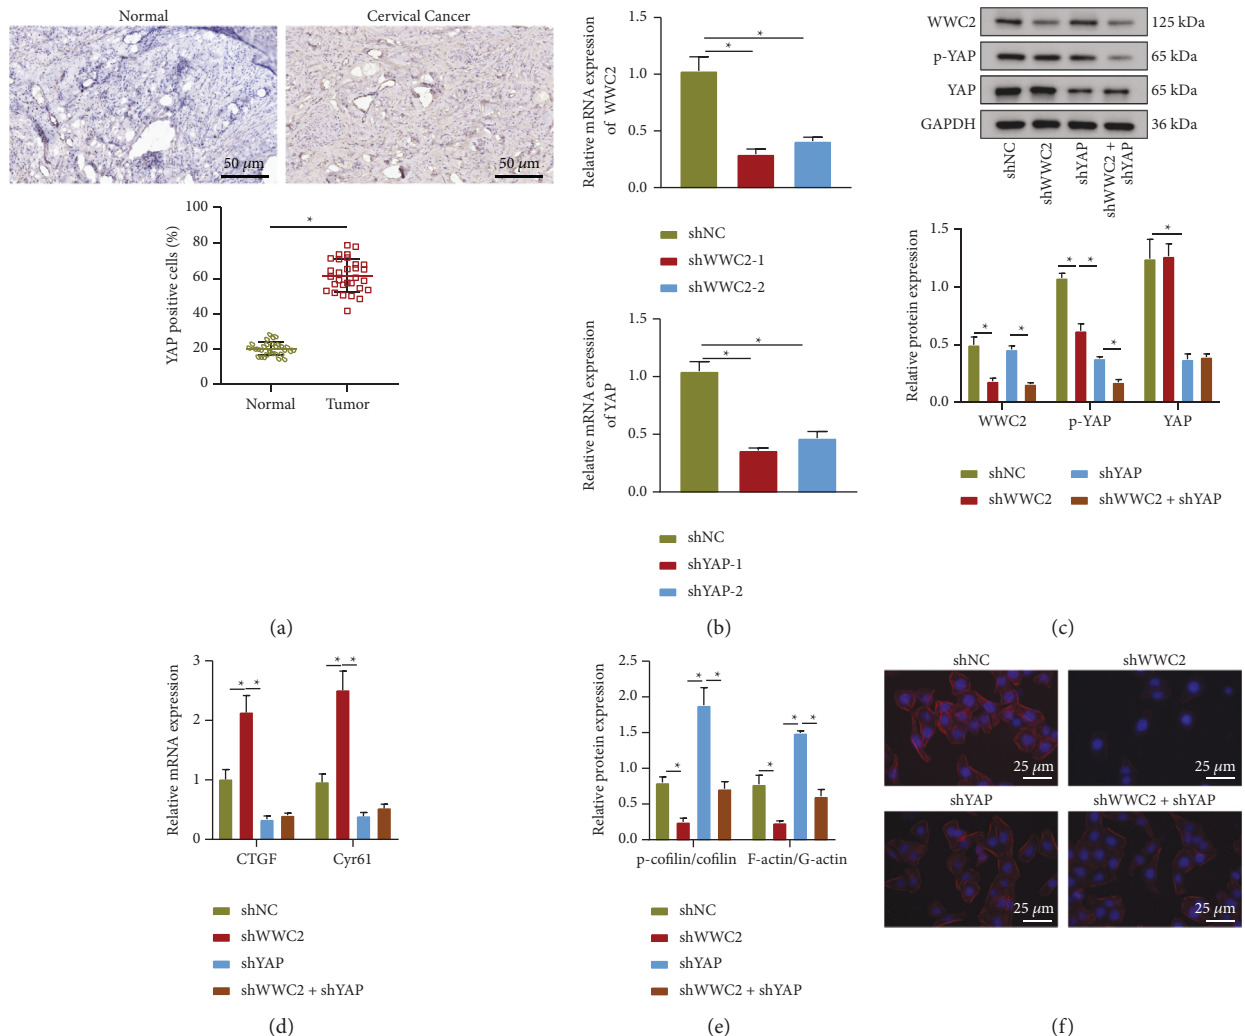 Normal
Cervical Cancer
50 μm
50 μm
YAP positive cells (%)
100
80
60
40
20
0
*
Normal
Tumor
(a)
Relative mRNA expression
of WWC2
1.5
1.0
0.5
0.0
*
*
shNC
shWWC2-1
shWWC2-2
Relative mRNA expression
of YAP
1.5
1.0
0.5
0.0
*
*
shNC
shYAP-1
shYAP-2
(b)
WWC2
125 kDa
p-YAP
65 kDa
YAP
65 kDa
GAPDH
36 kDa
shNC
shWWC2
shYAP
shWWC2 +
shYAP
Relative protein expression
1.5
1.0
0.5
0.0
*
*
*
*
*
*
WWC2
p-YAP
YAP
shNC
shWWC2
shYAP
shWWC2 + shYAP
(c)
Relative mRNA expression
3
2
1
0
*
*
*
*
CTGF
Cyr61
shNC
shWWC2
shYAP
shWWC2 + shYAP
(d)
Relative protein expression
2.5
2.0
1.5
1.0
0.5
0.0
*
*
*
*
*
*
p-cofilin/cofilin
F-actin/G-actin
shNC
shWWC2
shYAP
shWWC2 + shYAP
(e)
shNC
shWWC2
25 μm
25 μm
shYAP
shWWC2 + shYAP
25 μm
25 μm
(f)